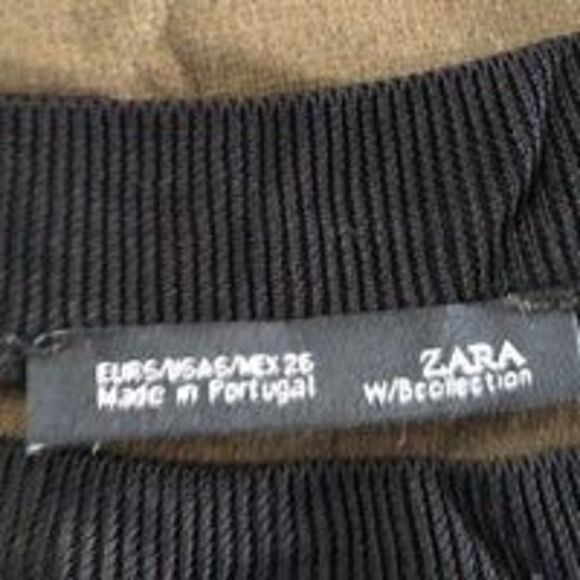 EUR S/USA S/MEX 26
Made in Portugal
ZARA
W/B collection